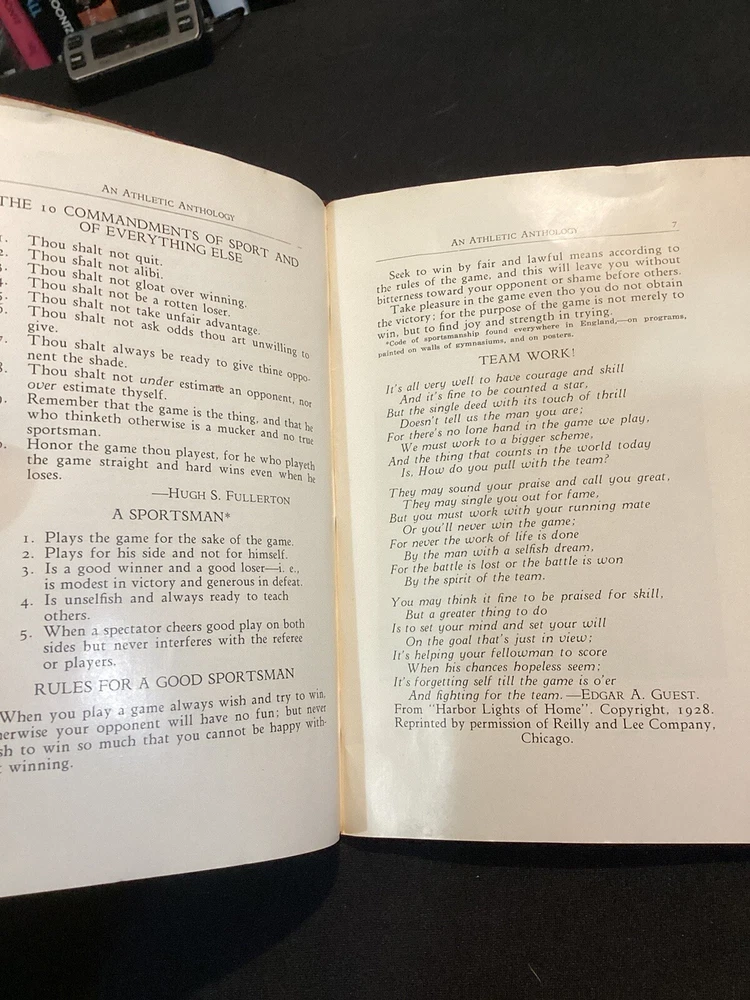 AN ATHLETIC ANTHOLOGY
THE 10 COMMANDMENTS OF SPORT AND
OF EVERYTHING ELSE
1. Thou shalt not quit.
2. Thou shalt not alibi.
3. Thou shalt not gloat over winning.
4. Thou shalt not be a rotten loser.
5. Thou shalt not take unfair advantage.
6. Thou shalt not ask odds thou art unwilling to
give.
7. Thou shalt always be ready to give thine oppo-
nent the shade.
8. Thou shalt not under estimate an opponent, nor
over estimate thyself.
9. Remember that the game is the thing, and that he
who thinketh otherwise is a mucker and no true
sportsman.
Honor the game thou playest, for he who playeth
the game straight and hard wins even when he
loses.
—HUGH S. FULLERTON
A SPORTSMAN*
1. Plays the game for the sake of the game.
2. Plays for his side and not for himself.
3. Is a good winner and a good loser—i. e.,
is modest in victory and generous in defeat.
4. Is unselfish and always ready to teach
others.
5. When a spectator cheers good play on both
sides but never interferes with the referee
or players.
RULES FOR A GOOD SPORTSMAN
When you play a game always wish and try to win,
erwise your opponent will have no fun; but never
sh to win so much that you cannot be happy with-
winning.
AN ATHLETIC ANTHOLOGY 7
Seek to win by fair and lawful means according to
the rules of the game, and this will leave you without
bitterness toward your opponent or shame before others.
Take pleasure in the game even tho you do not obtain
the victory; for the purpose of the game is not merely to
win, but to find joy and strength in trying.
*Code of sportsmanship found everywhere in England,—on programs,
painted on walls of gymnasiums, and on posters.
TEAM WORK!
It's all very well to have courage and skill
And it's fine to be counted a star,
But the single deed with its touch of thrill
Doesn't tell us the man you are;
For there's no lone hand in the game we play,
We must work to a bigger scheme,
And the thing that counts in the world today
Is, How do you pull with the team?
They may sound your praise and call you great,
They may single you out for fame,
But you must work with your running mate
Or you'll never win the game;
For never the work of life is done
By the man with a selfish dream,
For the battle is lost or the battle is won
By the spirit of the team.
You may think it fine to be praised for skill,
But a greater thing to do
Is to set your mind and set your will
On the goal that's just in view;
It's helping your fellowman to score
When his chances hopeless seem;
It's forgetting self till the game is o'er
And fighting for the team. —EDGAR A. GUEST.
From "Harbor Lights of Home". Copyright, 1928.
Reprinted by permission of Reilly and Lee Company,
Chicago.